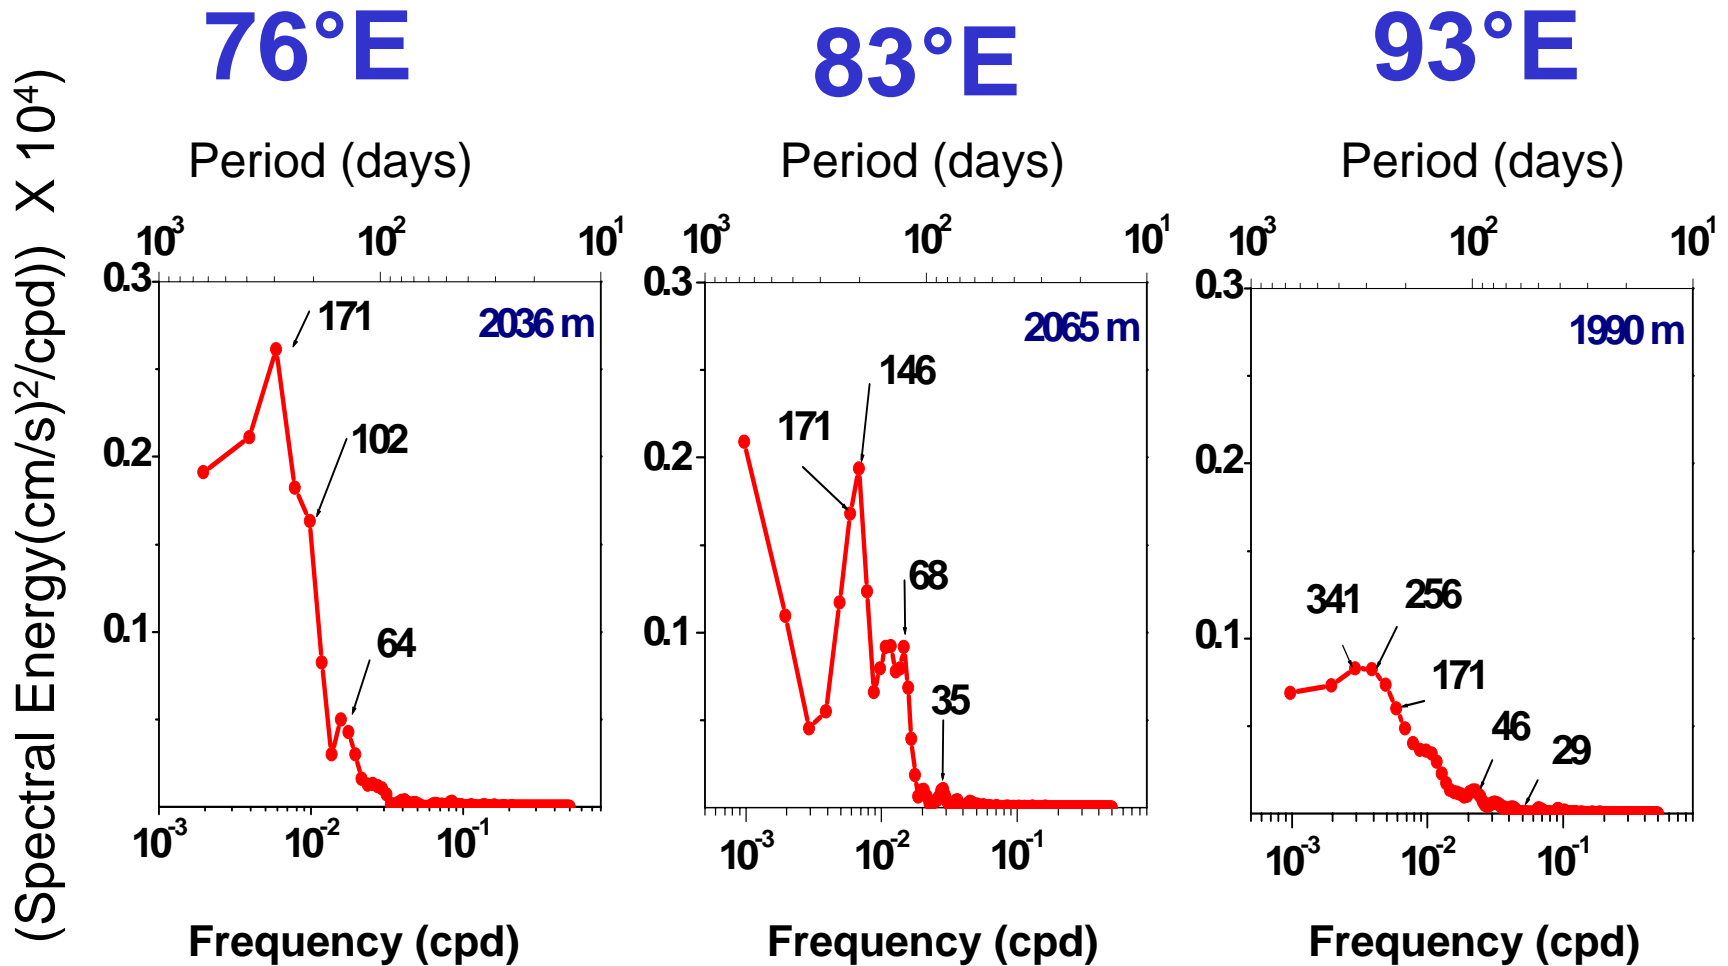 76°E 83°E 93°E
Period (days) Period (days) Period (days)
10³ 10² 10¹ 10³ 10² 10¹ 10³ 10² 10¹
(Spectral Energy(cm/s)²/cpd)) X 10⁴)
0.3 0.3 0.3
2036 m 2065 m 1990 m
171
102
64
146
171
68
35
341 256
171
46
29
0.2 0.2 0.2
0.1 0.1 0.1
10⁻³ 10⁻² 10⁻¹ 10⁻³ 10⁻² 10⁻¹ 10⁻³ 10⁻² 10⁻¹
Frequency (cpd) Frequency (cpd) Frequency (cpd)